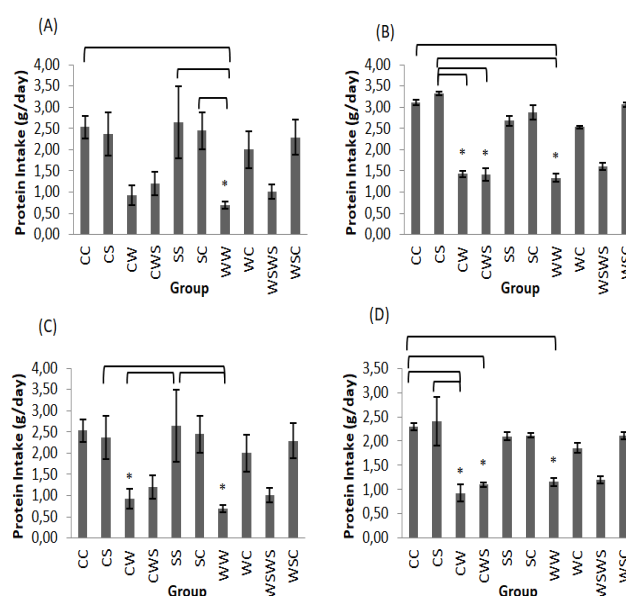 (A)
Protein Intake (g/day)
4,00
3,50
3,00
2,50
2,00
1,50
1,00
0,50
0,00
*
CC CS CW CWS SS SC WW WC WSWS WSC
Group
(B)
Protein Intake (g/day)
4,00
3,50
3,00
2,50
2,00
1,50
1,00
0,50
0,00
* * *
CC CS CW CWS SS SC WW WC WSWS WSC
Group
(C)
Protein Intake (g/day)
4,00
3,50
3,00
2,50
2,00
1,50
1,00
0,50
0,00
* *
CC CS CW CWS SS SC WW WC WSWS WSC
Group
(D)
Protein Intake (g/day)
3,50
3,00
2,50
2,00
1,50
1,00
0,50
0,00
* * *
CC CS CW CWS SS SC WW WC WSWS WSC
Group